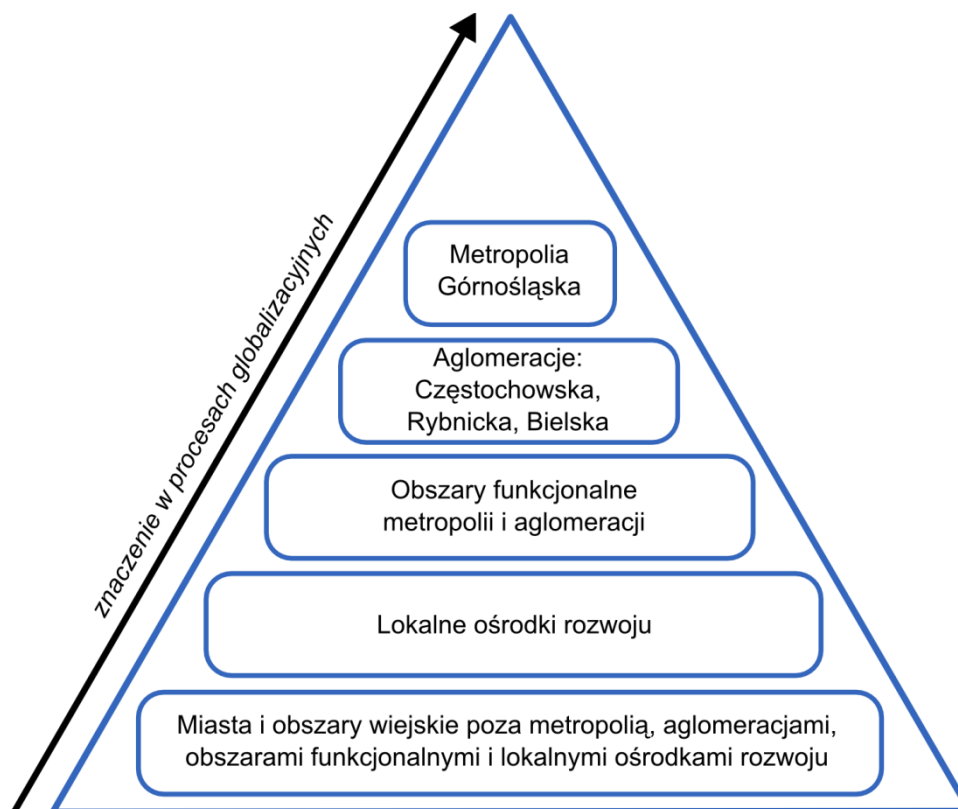 znaczenie w procesach globalizacyjnych
Metropolia
Górnośląska
Aglomeracje:
Częstochowska,
Rybnicka, Bielska
Obszary funkcjonalne
metropolii i aglomeracji
Lokalne ośrodki rozwoju
Miasta i obszary wiejskie poza metropolią, aglomeracjami,
obszarami funkcjonalnymi i lokalnymi ośrodkami rozwoju